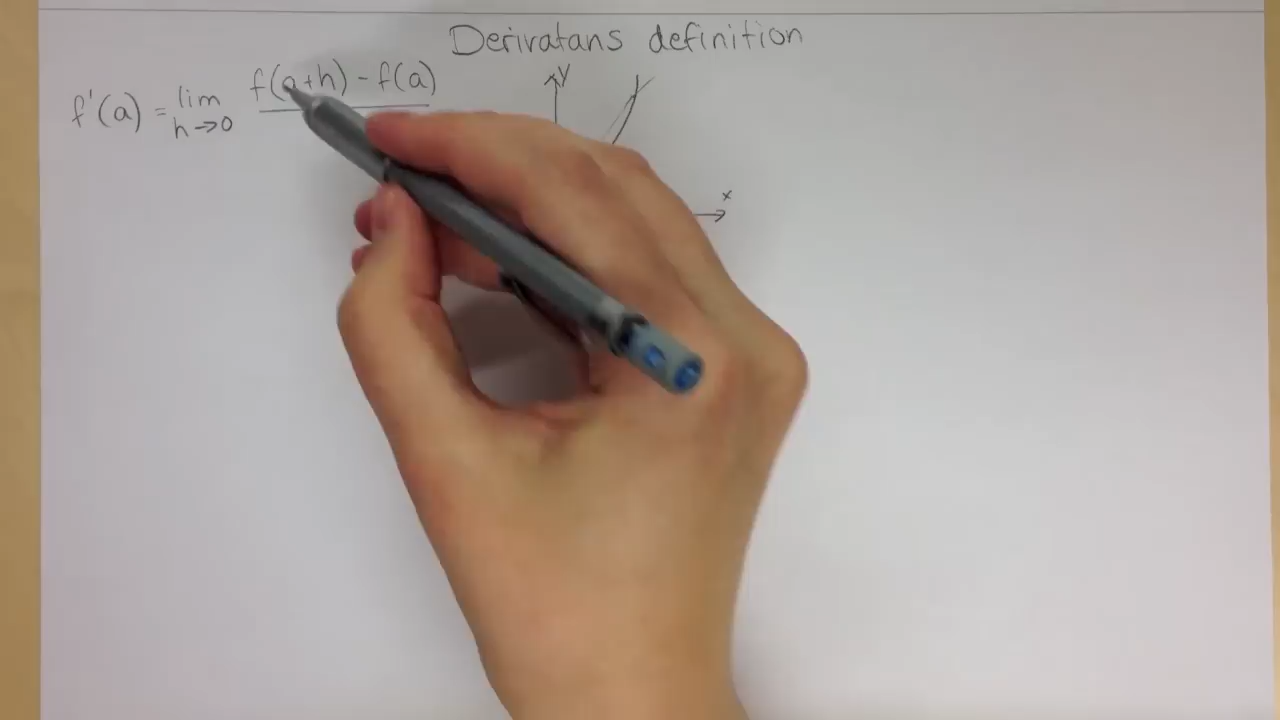 Derivatans definition
f(a+h) - f(a)
f'(a) = lim
h→0
y
x